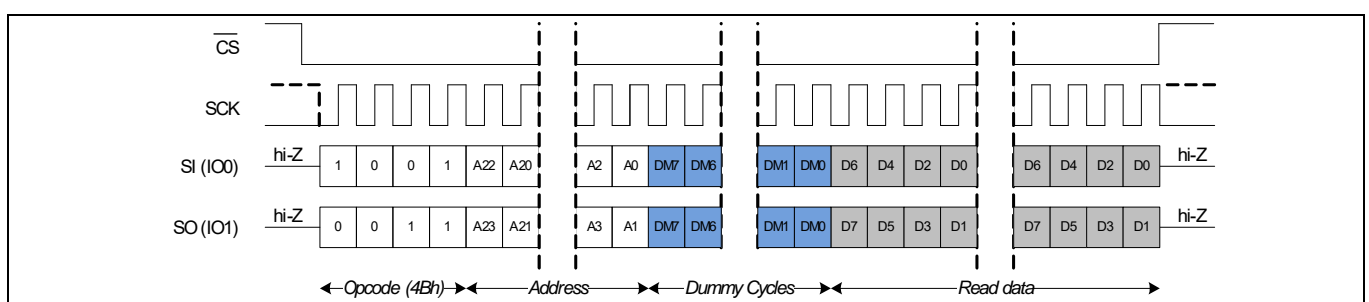 CS
SCK
SI (IO0) hi-Z 1 0 0 1 A22 A20 A2 A0 DM7 DM6 DM1 DM0 D6 D4 D2 D0 D6 D4 D2 D0 hi-Z
SO (IO1) hi-Z 0 0 1 1 A23 A21 A3 A1 DM7 DM6 DM1 DM0 D7 D5 D3 D1 D7 D5 D3 D1 hi-Z
Opcode (4Bh) Address Dummy Cycles Read data